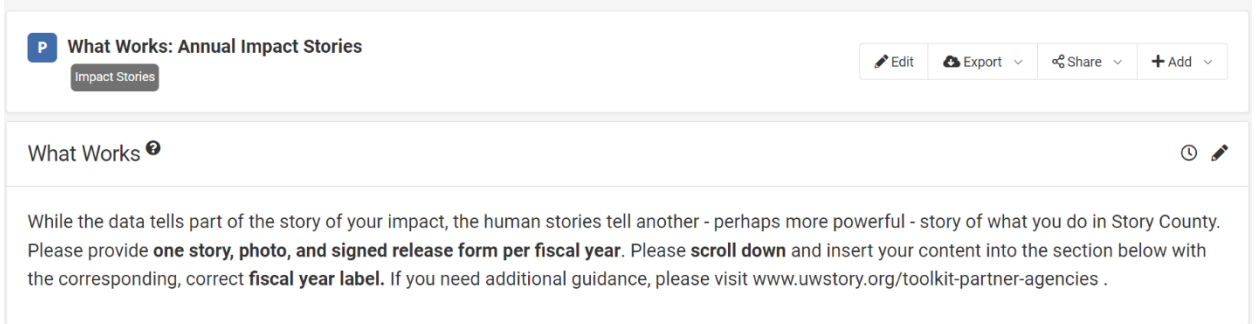 P What Works: Annual Impact Stories
Impact Stories
Edit Export Share Add
What Works
While the data tells part of the story of your impact, the human stories tell another - perhaps more powerful - story of what you do in Story County.
Please provide one story, photo, and signed release form per fiscal year. Please scroll down and insert your content into the section below with
the corresponding, correct fiscal year label. If you need additional guidance, please visit www.uwstory.org/toolkit-partner-agencies .